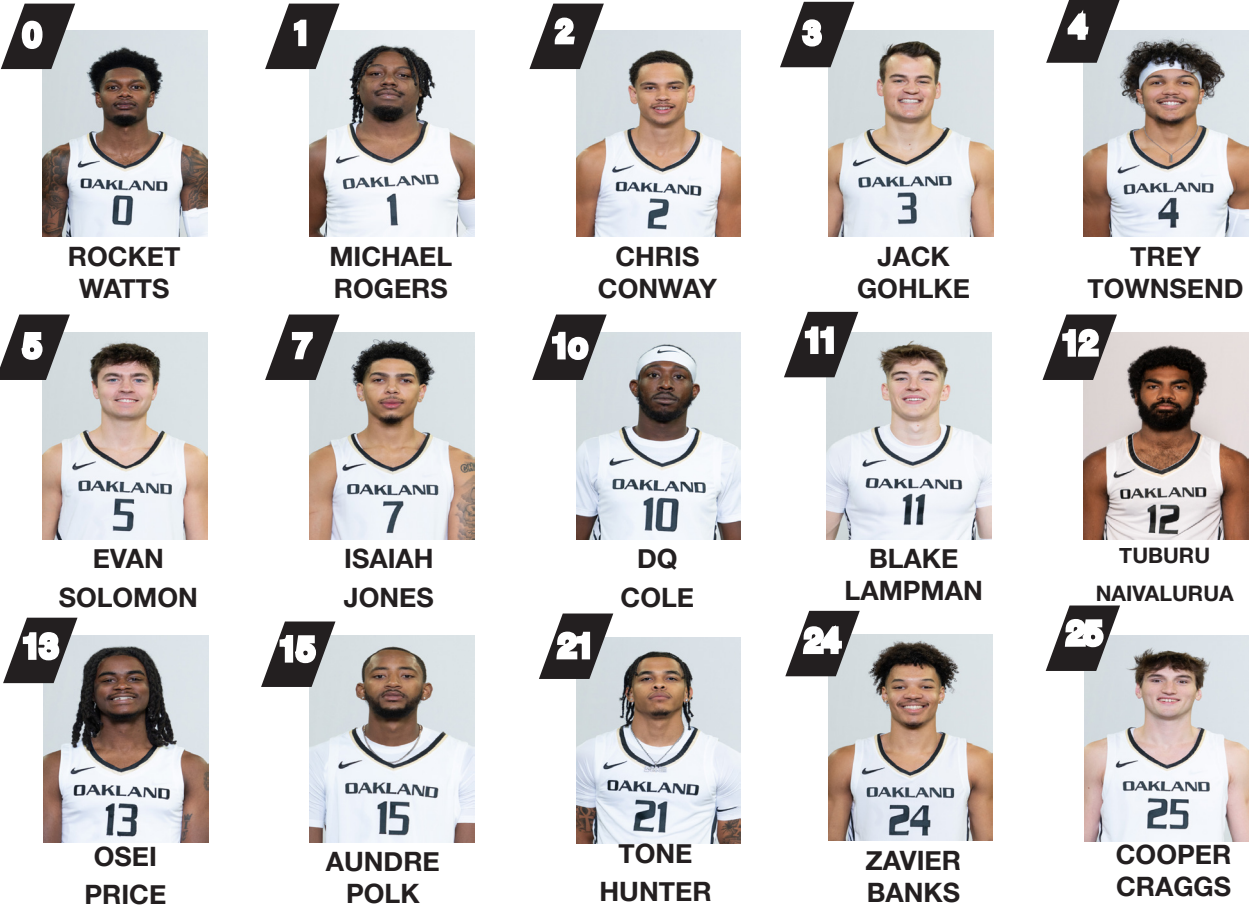 0
1
2
3
4
OAKLAND
0
OAKLAND
1
OAKLAND
2
OAKLAND
3
OAKLAND
4
ROCKET
WATTS
MICHAEL
ROGERS
CHRIS
CONWAY
JACK
GOHLKE
TREY
TOWNSEND
5
7
10
11
12
OAKLAND
5
OAKLAND
7
OAKLAND
10
OAKLAND
11
OAKLAND
12
EVAN
SOLOMON
ISAIAH
JONES
DQ
COLE
BLAKE
LAMPMAN
TUBURU
NAIVALURUA
13
15
21
24
25
OAKLAND
13
OAKLAND
15
OAKLAND
21
OAKLAND
24
OAKLAND
25
OSEI
PRICE
AUNDRE
POLK
TONE
HUNTER
ZAVIER
BANKS
COOPER
CRAGGS